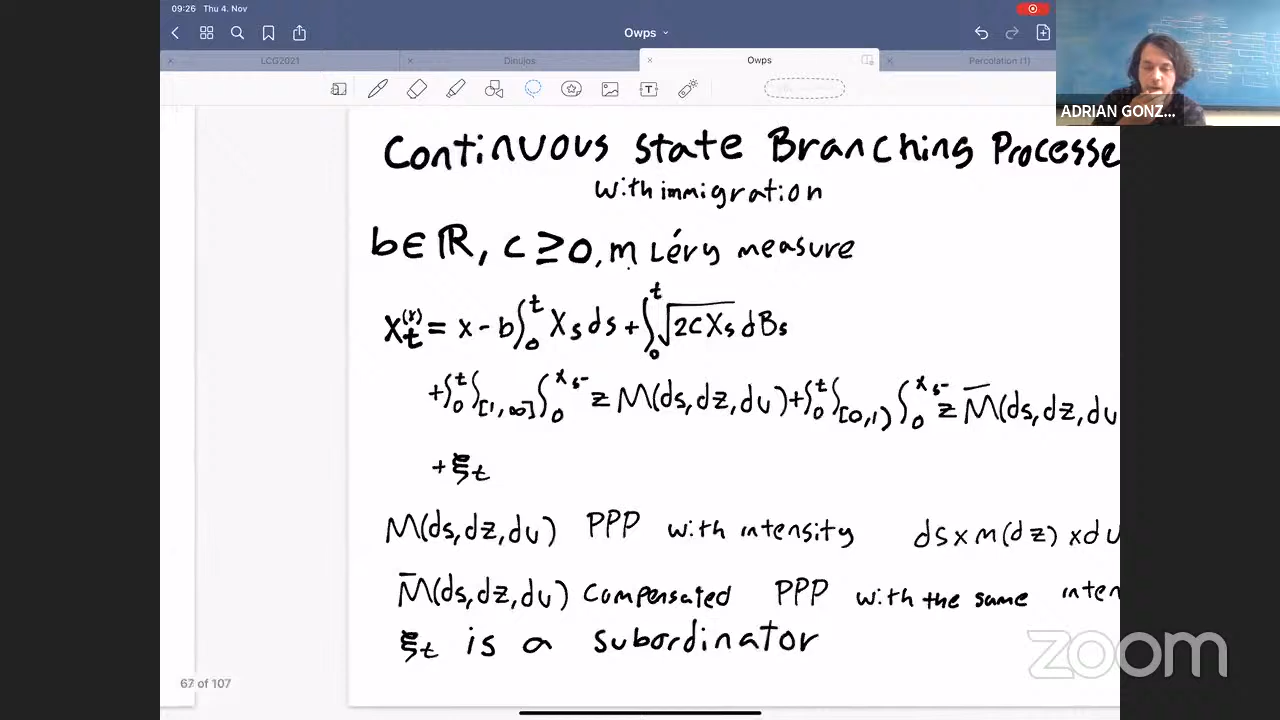 09:26 Thu 4. Nov
Owps
LCG2021
Dinujos
Owps
Percolation (1)
ADRIAN GONZ...
Continuous state Branching Processe
with immigration
b∈ℝ, c ≥ 0, m Lévy measure
X_t^(x) = x - b∫_0^t X_s ds + ∫_0^t √(2cX_s) dB_s
+ ∫_0^t ∫_[1,∞] ∫_0^{X_s-} z M(ds,dz,du) + ∫_0^t ∫_[0,1) ∫_0^{X_s-} z M̄(ds,dz,du
+ ξ_t
M(ds,dz,du) PPP with intensity ds x m(dz) x du
M̄(ds,dz,du) compensated PPP with the same inten
ξ_t is a subordinator
67 of 107
zoom